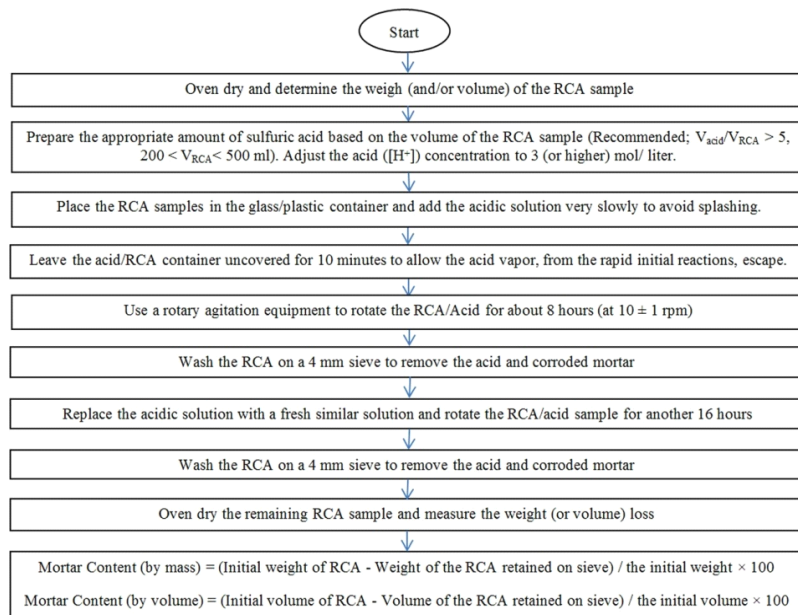 Start
Oven dry and determine the weigh (and/or volume) of the RCA sample
Prepare the appropriate amount of sulfuric acid based on the volume of the RCA sample (Recommended; Vacid/VRCA > 5,
200 < VRCA< 500 ml). Adjust the acid ([H+]) concentration to 3 (or higher) mol/ liter.
Place the RCA samples in the glass/plastic container and add the acidic solution very slowly to avoid splashing.
Leave the acid/RCA container uncovered for 10 minutes to allow the acid vapor, from the rapid initial reactions, escape.
Use a rotary agitation equipment to rotate the RCA/Acid for about 8 hours (at 10 ± 1 rpm)
Wash the RCA on a 4 mm sieve to remove the acid and corroded mortar
Replace the acidic solution with a fresh similar solution and rotate the RCA/acid sample for another 16 hours
Wash the RCA on a 4 mm sieve to remove the acid and corroded mortar
Oven dry the remaining RCA sample and measure the weight (or volume) loss
Mortar Content (by mass) = (Initial weight of RCA - Weight of the RCA retained on sieve) / the initial weight × 100
Mortar Content (by volume) = (Initial volume of RCA - Volume of the RCA retained on sieve) / the initial volume × 100